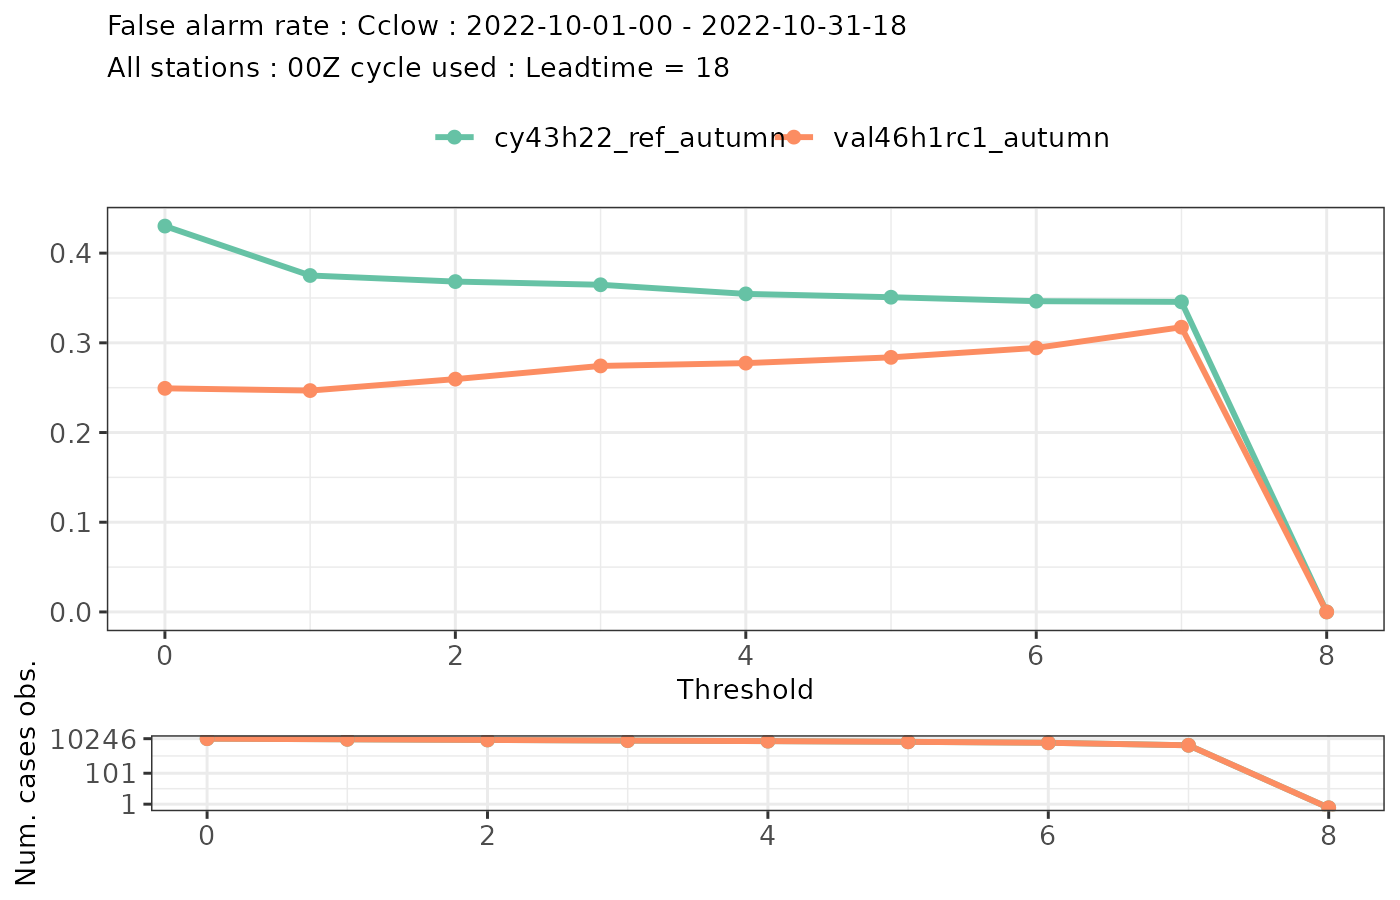 False alarm rate : Cclow : 2022-10-01-00 - 2022-10-31-18
All stations : 00Z cycle used : Leadtime = 18
cy43h22_ref_autumn val46h1rc1_autumn
0.4
0.3
0.2
0.1
0.0
0 2 4 6 8
Threshold
Num. cases obs.
10246
101
1
0 2 4 6 8